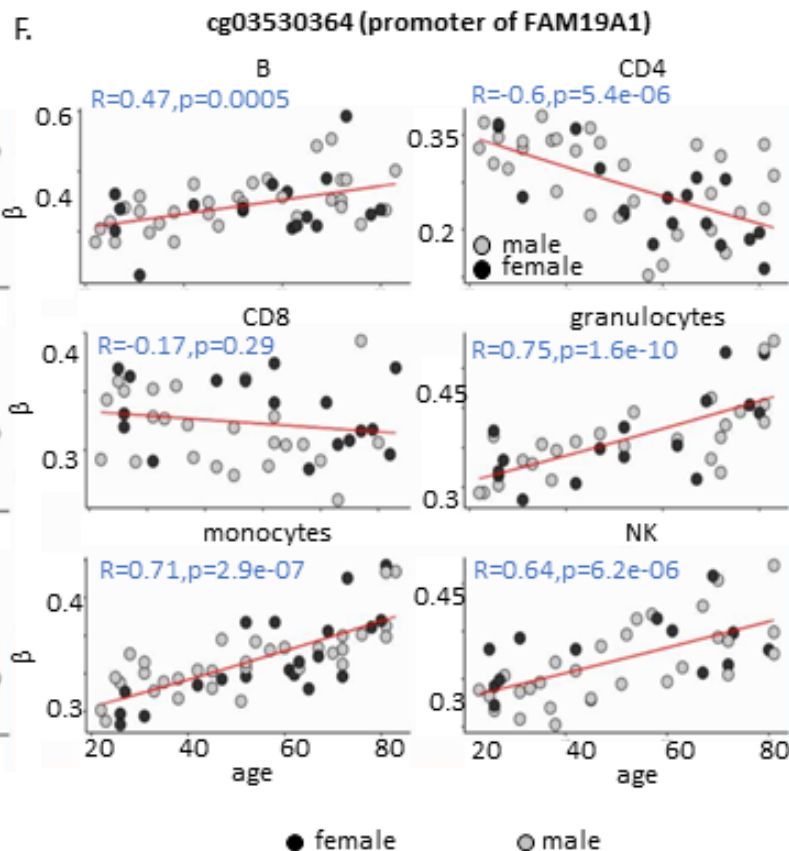 F.
cg03530364 (promoter of FAM19A1)
B
CD4
R=0.47,p=0.0005
R=-0.6,p=5.4e-06
0.6
0.4
β
0.35
0.2
male
female
CD8
granulocytes
R=-0.17,p=0.29
R=0.75,p=1.6e-10
0.4
0.3
β
0.45
0.3
monocytes
NK
R=0.71,p=2.9e-07
R=0.64,p=6.2e-06
0.4
0.3
β
0.45
0.3
20 40 60 80
20 40 60 80
age
age
female male